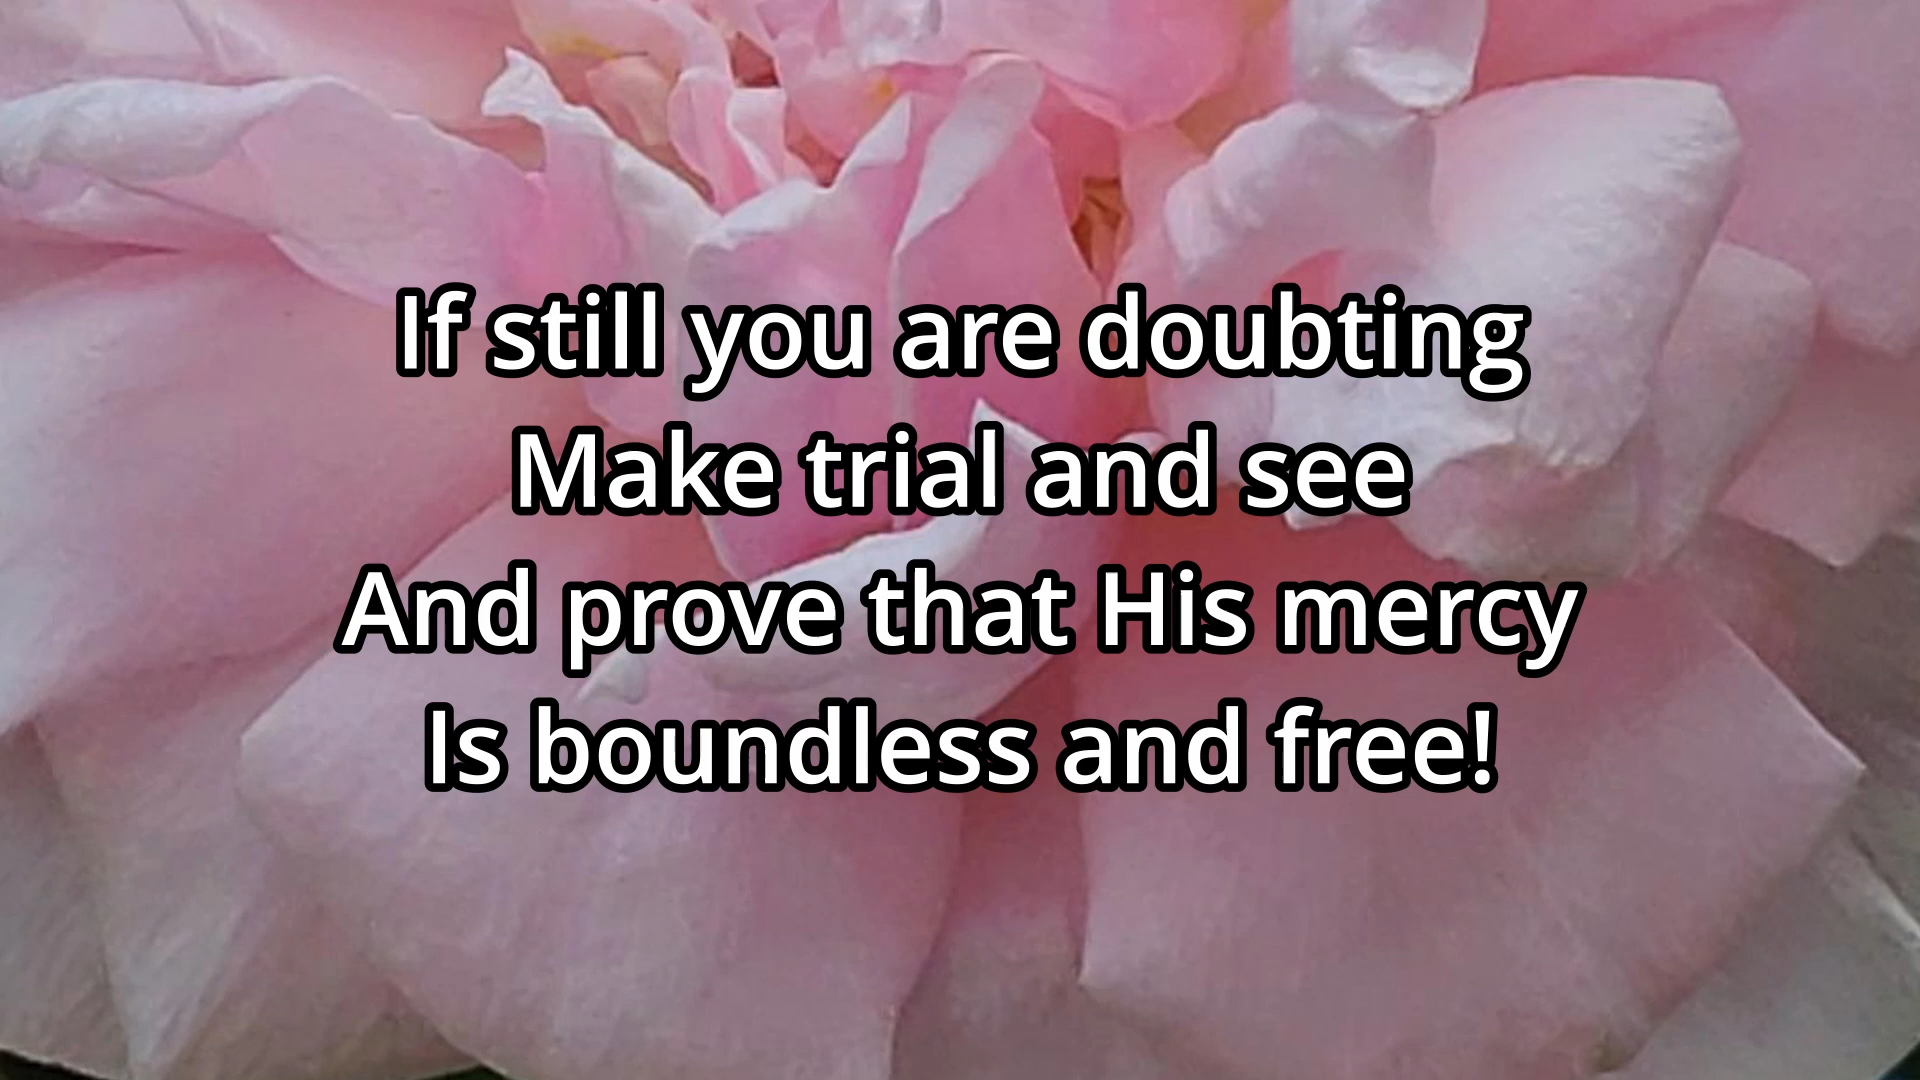 If still you are doubting
Make trial and see
And prove that His mercy
Is boundless and free!